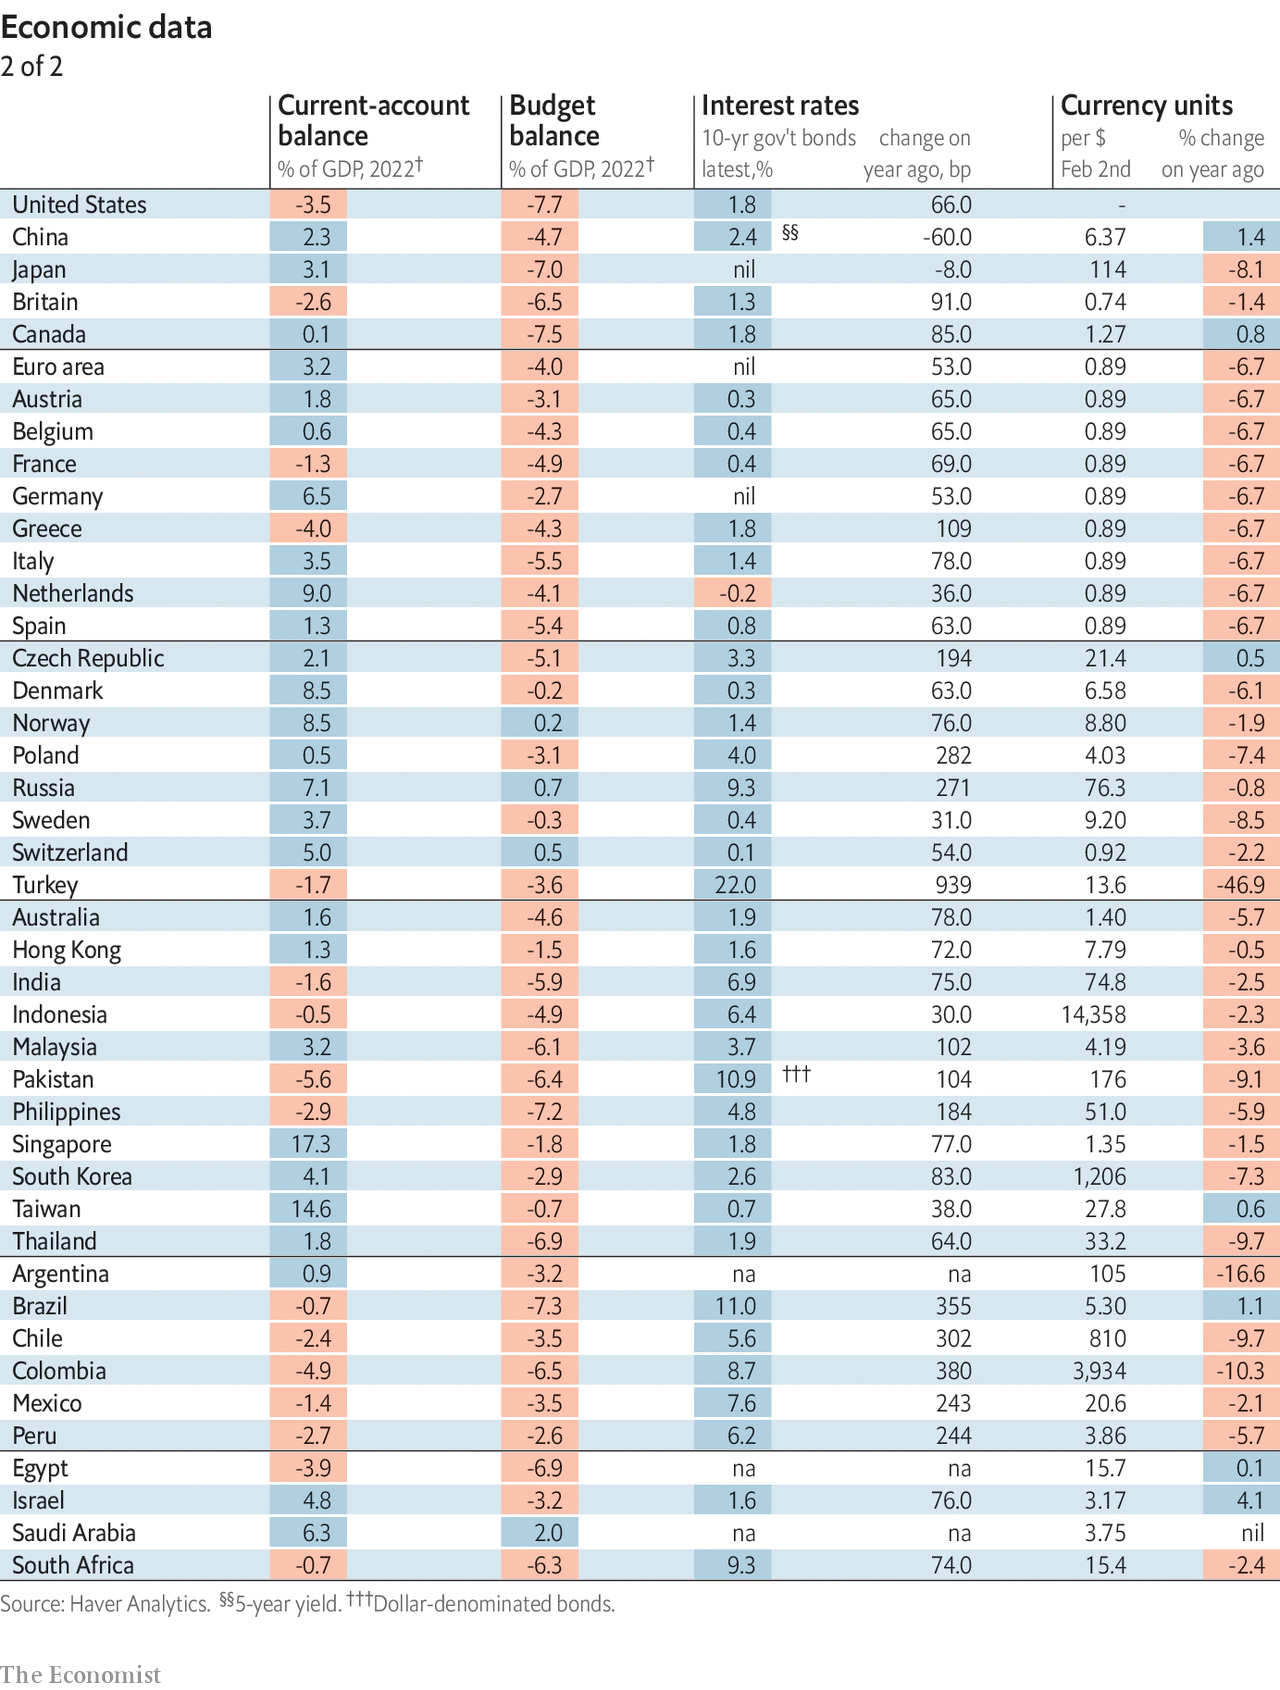 Economic data
2 of 2
Current-account balance % of GDP, 2022† Budget balance % of GDP, 2022† Interest rates 10-yr gov't bonds latest,% change on year ago, bp Currency units per $ Feb 2nd % change on year ago
United States -3.5 -7.7 1.8 66.0 -
China 2.3 -4.7 2.4 §§ -60.0 6.37 1.4
Japan 3.1 -7.0 nil -8.0 114 -8.1
Britain -2.6 -6.5 1.3 91.0 0.74 -1.4
Canada 0.1 -7.5 1.8 85.0 1.27 0.8
Euro area 3.2 -4.0 nil 53.0 0.89 -6.7
Austria 1.8 -3.1 0.3 65.0 0.89 -6.7
Belgium 0.6 -4.3 0.4 65.0 0.89 -6.7
France -1.3 -4.9 0.4 69.0 0.89 -6.7
Germany 6.5 -2.7 nil 53.0 0.89 -6.7
Greece -4.0 -4.3 1.8 109 0.89 -6.7
Italy 3.5 -5.5 1.4 78.0 0.89 -6.7
Netherlands 9.0 -4.1 -0.2 36.0 0.89 -6.7
Spain 1.3 -5.4 0.8 63.0 0.89 -6.7
Czech Republic 2.1 -5.1 3.3 194 21.4 0.5
Denmark 8.5 -0.2 0.3 63.0 6.58 -6.1
Norway 8.5 0.2 1.4 76.0 8.80 -1.9
Poland 0.5 -3.1 4.0 282 4.03 -7.4
Russia 7.1 0.7 9.3 271 76.3 -0.8
Sweden 3.7 -0.3 0.4 31.0 9.20 -8.5
Switzerland 5.0 0.5 0.1 54.0 0.92 -2.2
Turkey -1.7 -3.6 22.0 939 13.6 -46.9
Australia 1.6 -4.6 1.9 78.0 1.40 -5.7
Hong Kong 1.3 -1.5 1.6 72.0 7.79 -0.5
India -1.6 -5.9 6.9 75.0 74.8 -2.5
Indonesia -0.5 -4.9 6.4 30.0 14,358 -2.3
Malaysia 3.2 -6.1 3.7 102 4.19 -3.6
Pakistan -5.6 -6.4 10.9 ††† 104 176 -9.1
Philippines -2.9 -7.2 4.8 184 51.0 -5.9
Singapore 17.3 -1.8 1.8 77.0 1.35 -1.5
South Korea 4.1 -2.9 2.6 83.0 1,206 -7.3
Taiwan 14.6 -0.7 0.7 38.0 27.8 0.6
Thailand 1.8 -6.9 1.9 64.0 33.2 -9.7
Argentina 0.9 -3.2 na na 105 -16.6
Brazil -0.7 -7.3 11.0 355 5.30 1.1
Chile -2.4 -3.5 5.6 302 810 -9.7
Colombia -4.9 -6.5 8.7 380 3,934 -10.3
Mexico -1.4 -3.5 7.6 243 20.6 -2.1
Peru -2.7 -2.6 6.2 244 3.86 -5.7
Egypt -3.9 -6.9 na na 15.7 0.1
Israel 4.8 -3.2 1.6 76.0 3.17 4.1
Saudi Arabia 6.3 2.0 na na 3.75 nil
South Africa -0.7 -6.3 9.3 74.0 15.4 -2.4
Source: Haver Analytics. §§5-year yield. †††Dollar-denominated bonds.
The Economist